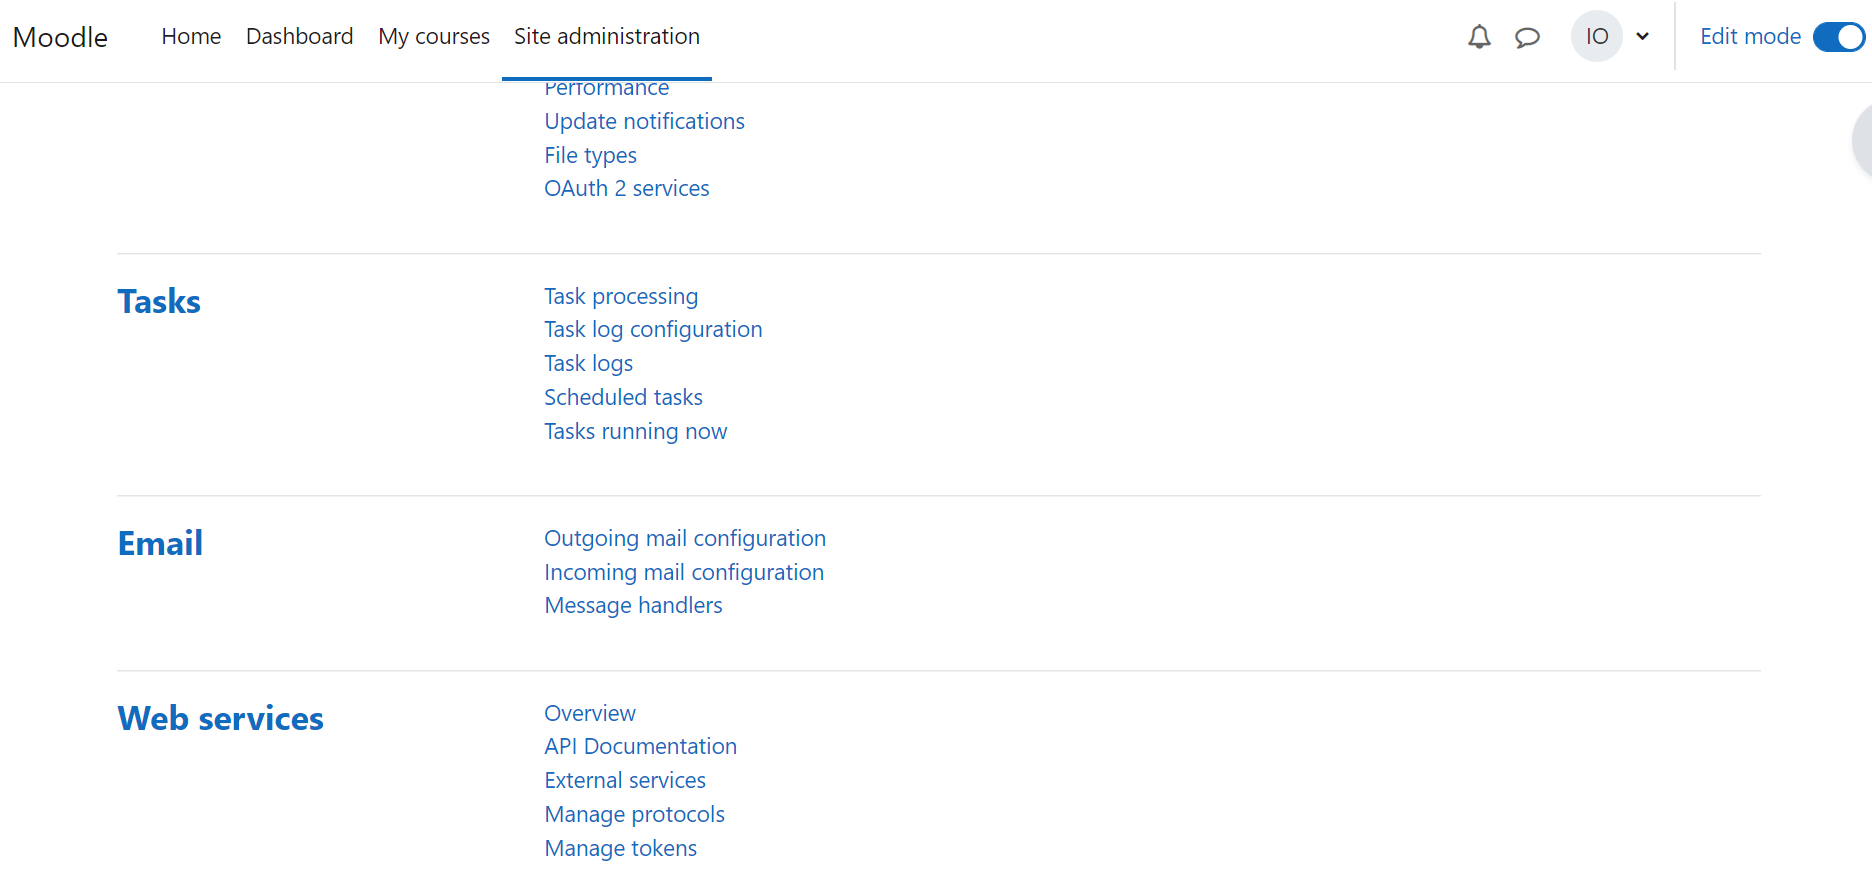 Moodle Home Dashboard My courses Site administration IO Edit mode
Performance
Update notifications
File types
OAuth 2 services
Tasks
Task processing
Task log configuration
Task logs
Scheduled tasks
Tasks running now
Email
Outgoing mail configuration
Incoming mail configuration
Message handlers
Web services
Overview
API Documentation
External services
Manage protocols
Manage tokens